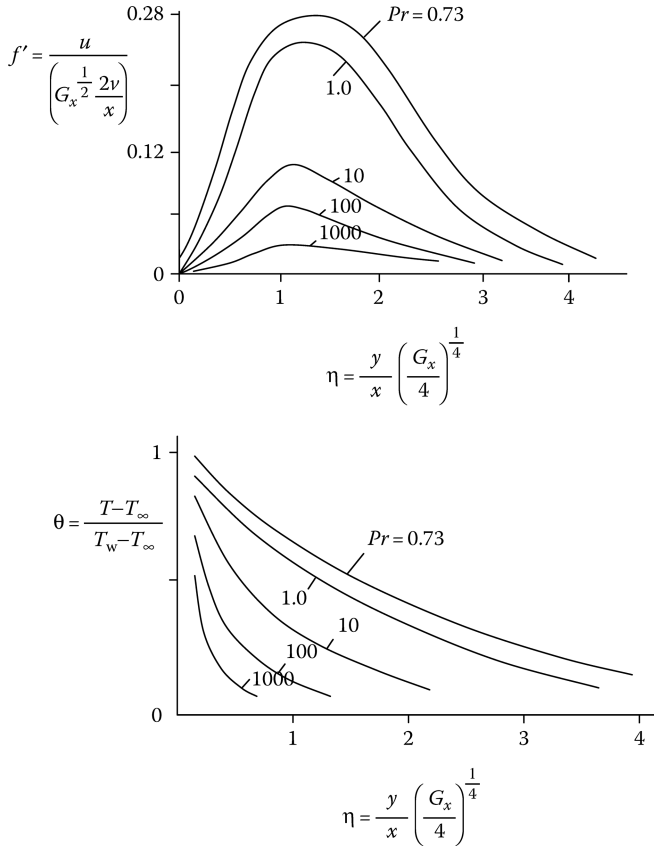 0.28
Pr = 0.73
f′ = u / (G_x^{1/2} 2ν/x)
1.0
0.12
10
100
1000
0
0 1 2 3 4
η = y/x (G_x/4)^{1/4}
1
θ = T–T∞ / T_w–T∞
Pr = 0.73
1.0
10
100
1000
0
1 2 3 4
η = y/x (G_x/4)^{1/4}